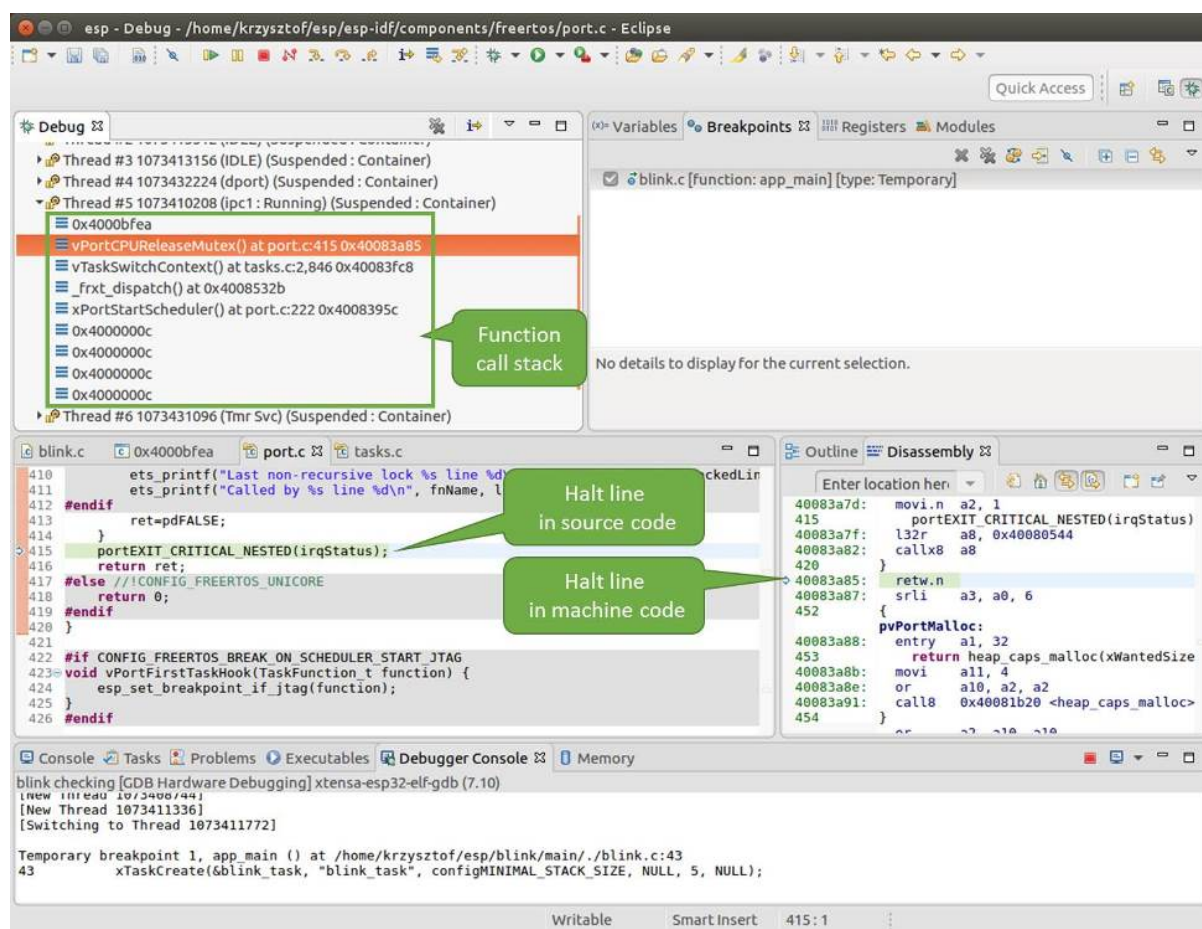 esp - Debug - /home/krzysztof/esp/esp-idf/components/freertos/port.c - Eclipse
Quick Access
Debug
Thread #3 1073413156 (IDLE) (Suspended : Container)
Thread #4 1073432224 (dport) (Suspended : Container)
Thread #5 1073410208 (ipc1 : Running) (Suspended : Container)
0x4000bfea
vPortCPUReleaseMutex() at port.c:415 0x40083a85
vTaskSwitchContext() at tasks.c:2,846 0x40083fc8
_frxt_dispatch() at 0x4008532b
xPortStartScheduler() at port.c:222 0x4008395c
0x4000000c
0x4000000c
0x4000000c
0x4000000c
Thread #6 1073431096 (Tmr Svc) (Suspended : Container)
Function
call stack
(x)= Variables Breakpoints Registers Modules
blink.c [function: app_main] [type: Temporary]
No details to display for the current selection.
blink.c 0x4000bfea port.c tasks.c
410 ets_printf("Last non-recursive lock %s line %d ckedLin
411 ets_printf("Called by %s line %d\n", fnName, l
412 #endif
413 ret=pdFALSE;
414 }
415 portEXIT_CRITICAL_NESTED(irqStatus);
416 return ret;
417 #else //!CONFIG_FREERTOS_UNICORE
418 return 0;
419 #endif
420 }
421
422 #if CONFIG_FREERTOS_BREAK_ON_SCHEDULER_START_JTAG
423 void vPortFirstTaskHook(TaskFunction_t function) {
424 esp_set_breakpoint_if_jtag(function);
425 }
426 #endif
Halt line
in source code
Halt line
in machine code
Outline Disassembly
Enter location her
40083a7d: movi.n a2, 1
415 portEXIT_CRITICAL_NESTED(irqStatus)
40083a7f: l32r a8, 0x40080544
40083a82: callx8 a8
420 }
40083a85: retw.n
40083a87: srli a3, a0, 6
452 {
pvPortMalloc:
40083a88: entry a1, 32
453 return heap_caps_malloc(xWantedSize
40083a8b: movi a11, 4
40083a8e: or a10, a2, a2
40083a91: call8 0x40081b20 <heap_caps_malloc>
454 }
or a2, a10, a10
Console Tasks Problems Executables Debugger Console Memory
blink checking [GDB Hardware Debugging] xtensa-esp32-elf-gdb (7.10)
[New Thread 1073408744]
[New Thread 1073411336]
[Switching to Thread 1073411772]
Temporary breakpoint 1, app_main () at /home/krzysztof/esp/blink/main/./blink.c:43
43 xTaskCreate(&blink_task, "blink_task", configMINIMAL_STACK_SIZE, NULL, 5, NULL);
Writable Smart Insert 415 : 1